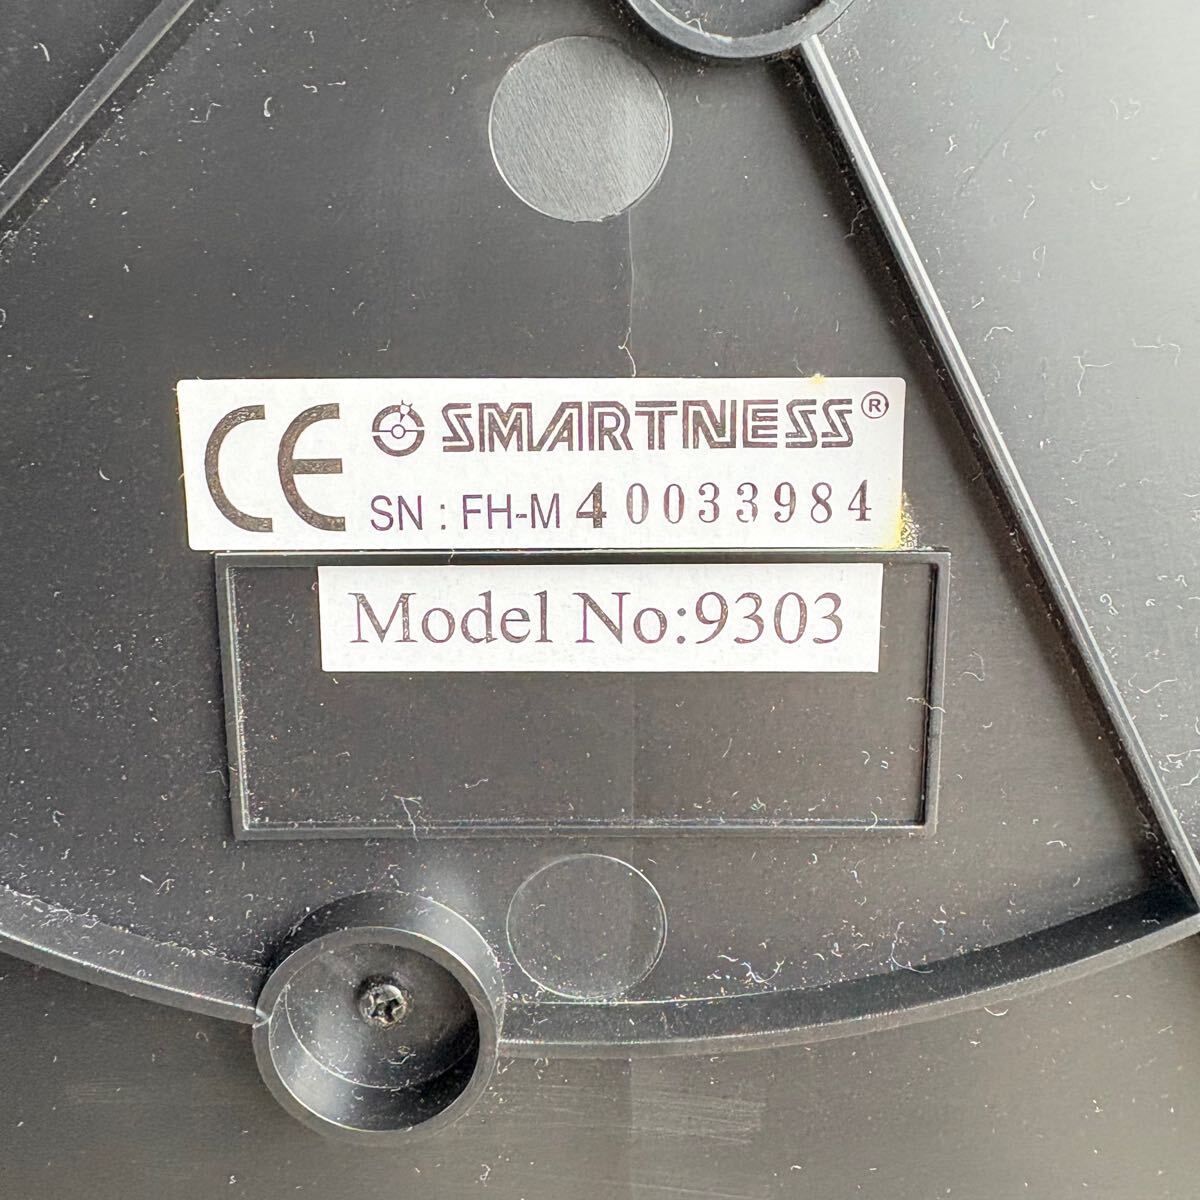 CE SMARTNESS®
SN : FH-M 40033984
Model No:9303